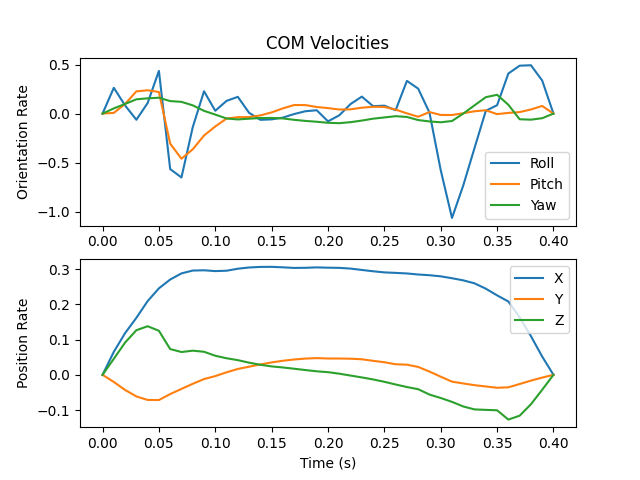 COM Velocities
Orientation Rate
0.5
0.0
−0.5
−1.0
Roll
Pitch
Yaw
0.00 0.05 0.10 0.15 0.20 0.25 0.30 0.35 0.40
Position Rate
0.3
0.2
0.1
0.0
−0.1
X
Y
Z
0.00 0.05 0.10 0.15 0.20 0.25 0.30 0.35 0.40
Time (s)